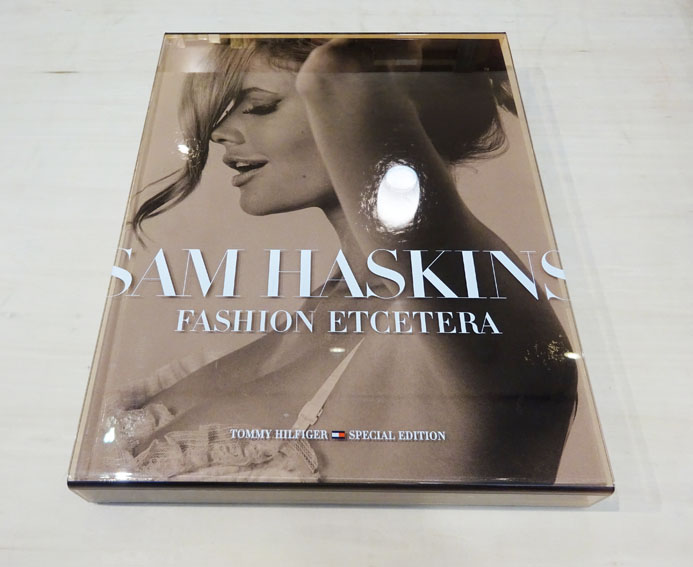 SAM HASKINS
FASHION ETCETERA
TOMMY HILFIGER SPECIAL EDITION